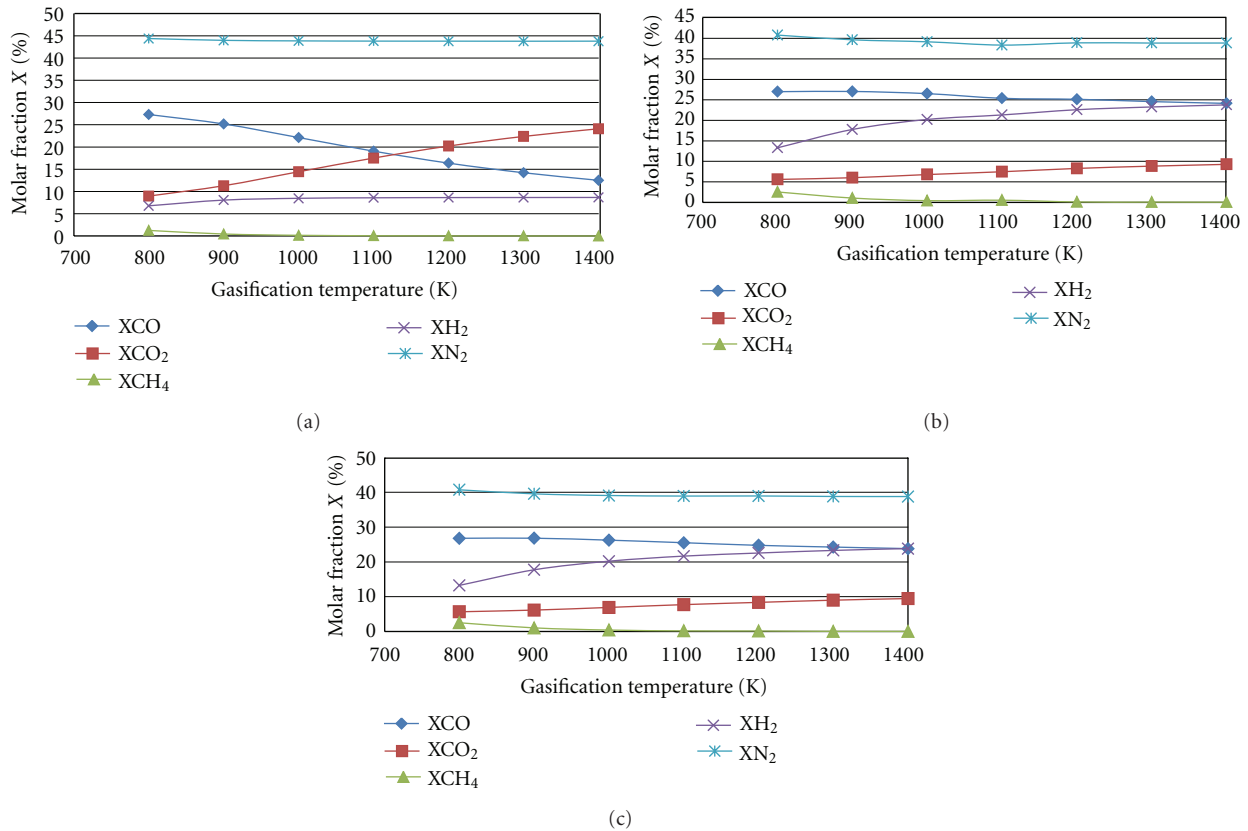 50
45
40
35
30
25
20
15
10
5
0
Molar fraction X (%)
700 800 900 1000 1100 1200 1300 1400
Gasification temperature (K)
XCO
XCO₂
XCH₄
XH₂
XN₂
(a)
45
40
35
30
25
20
15
10
5
0
Molar fraction X (%)
700 800 900 1000 1100 1200 1300 1400
Gasification temperature (K)
XCO
XCO₂
XCH₄
XH₂
XN₂
(b)
50
40
30
20
10
0
Molar fraction X (%)
700 800 900 1000 1100 1200 1300 1400
Gasification temperature (K)
XCO
XCO₂
XCH₄
XH₂
XN₂
(c)